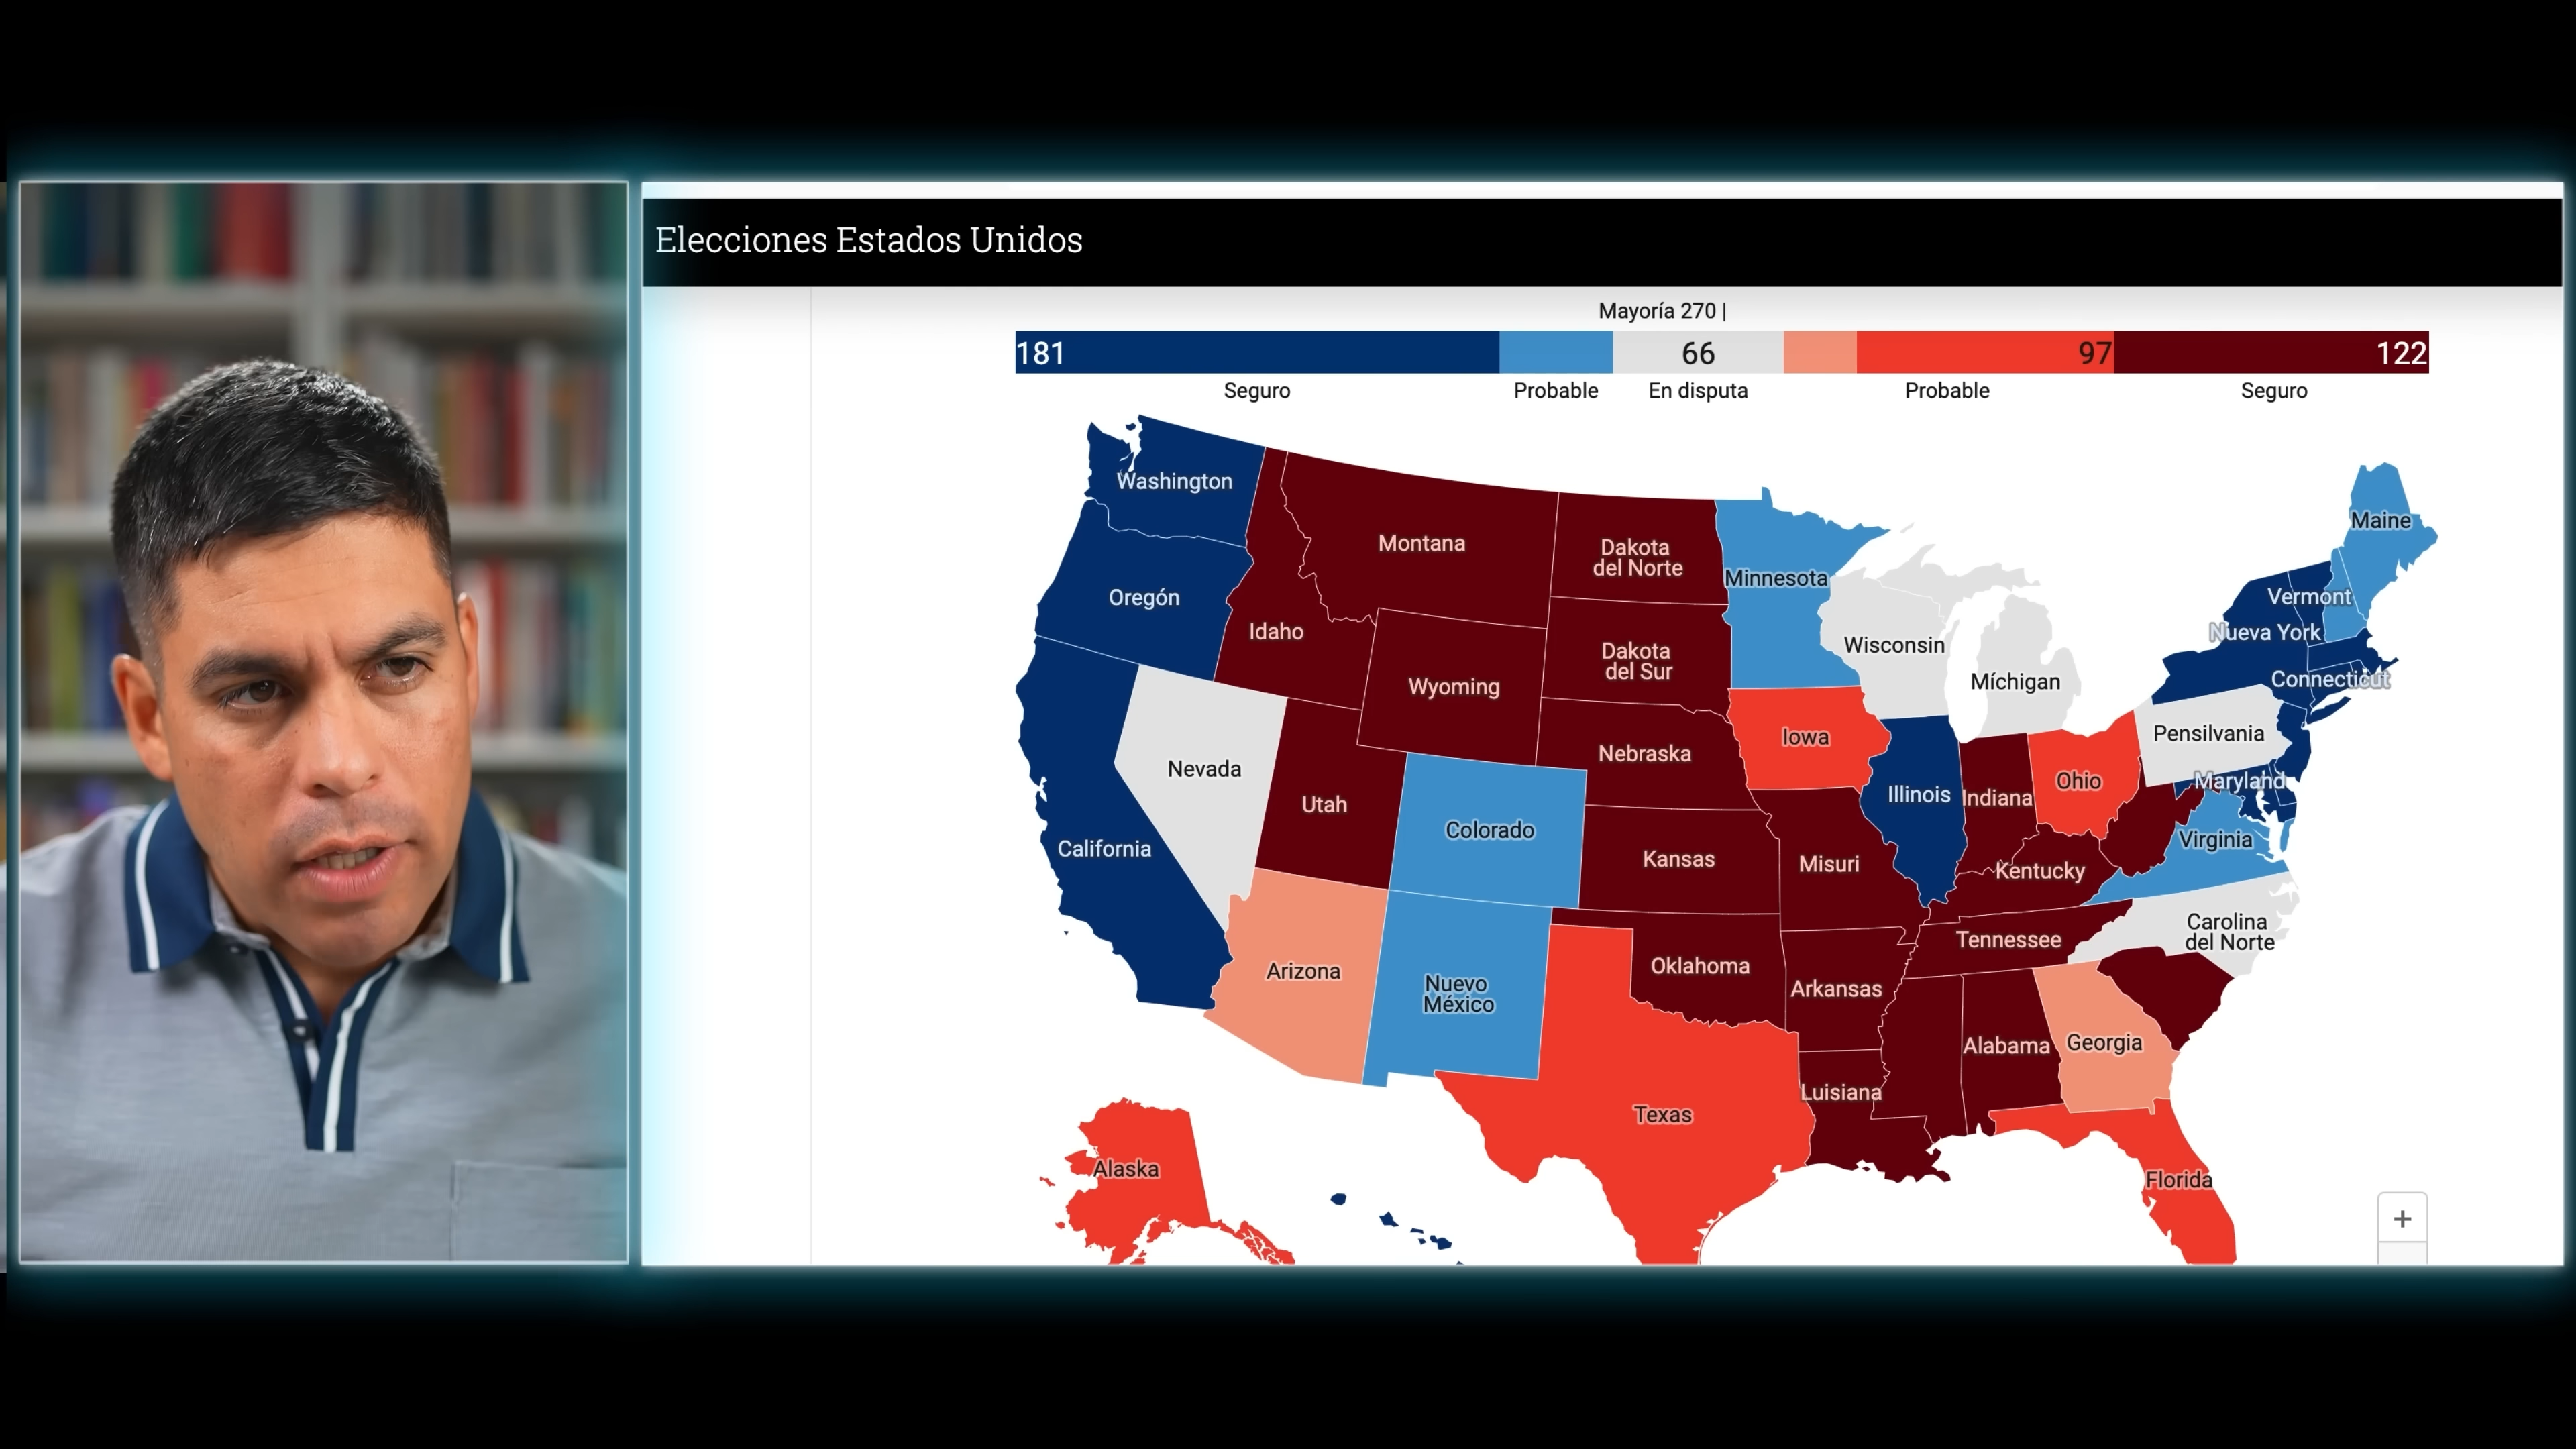 Elecciones Estados Unidos
Mayoría 270 |
181
66
97
122
Seguro
Probable
En disputa
Probable
Seguro
Washington
Montana
Dakota
del Norte
Minnesota
Maine
Oregón
Idaho
Vermont
Nueva York
Wisconsin
Dakota
del Sur
Míchigan
Connecticut
Wyoming
Pensilvania
Iowa
Nebraska
Nevada
Ohio
Maryland
Illinois
Indiana
Utah
Colorado
Virginia
California
Kansas
Misuri
Kentucky
Carolina
del Norte
Tennessee
Oklahoma
Arizona
Nuevo
México
Arkansas
Alabama
Georgia
Luisiana
Texas
Alaska
Florida
+